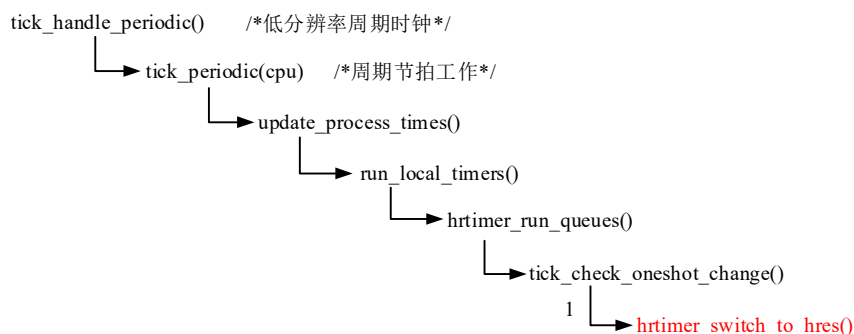 tick_handle_periodic() /*低分辨率周期时钟*/
tick_periodic(cpu) /*周期节拍工作*/
update_process_times()
run_local_timers()
hrtimer_run_queues()
tick_check_oneshot_change()
1
hrtimer_switch_to_hres()